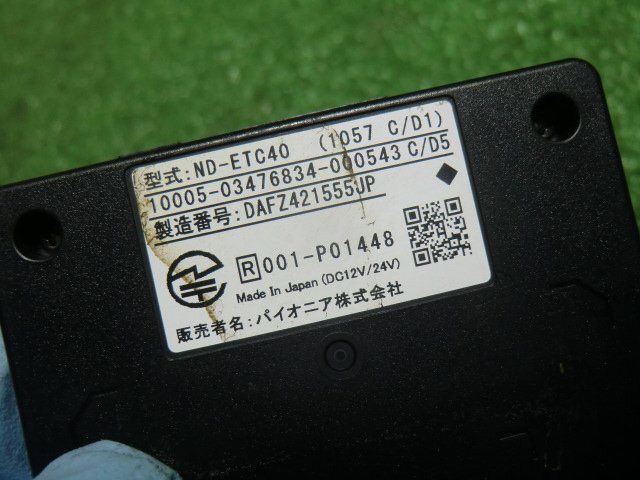 型式:ND-ETC40 (1057 C/D1)
10005-03476834-000543 C/D5
製造番号:DAFZ421555JP
R 001-P01448
Made In Japan (DC12V/24V)
販売者名:パイオニア株式会社